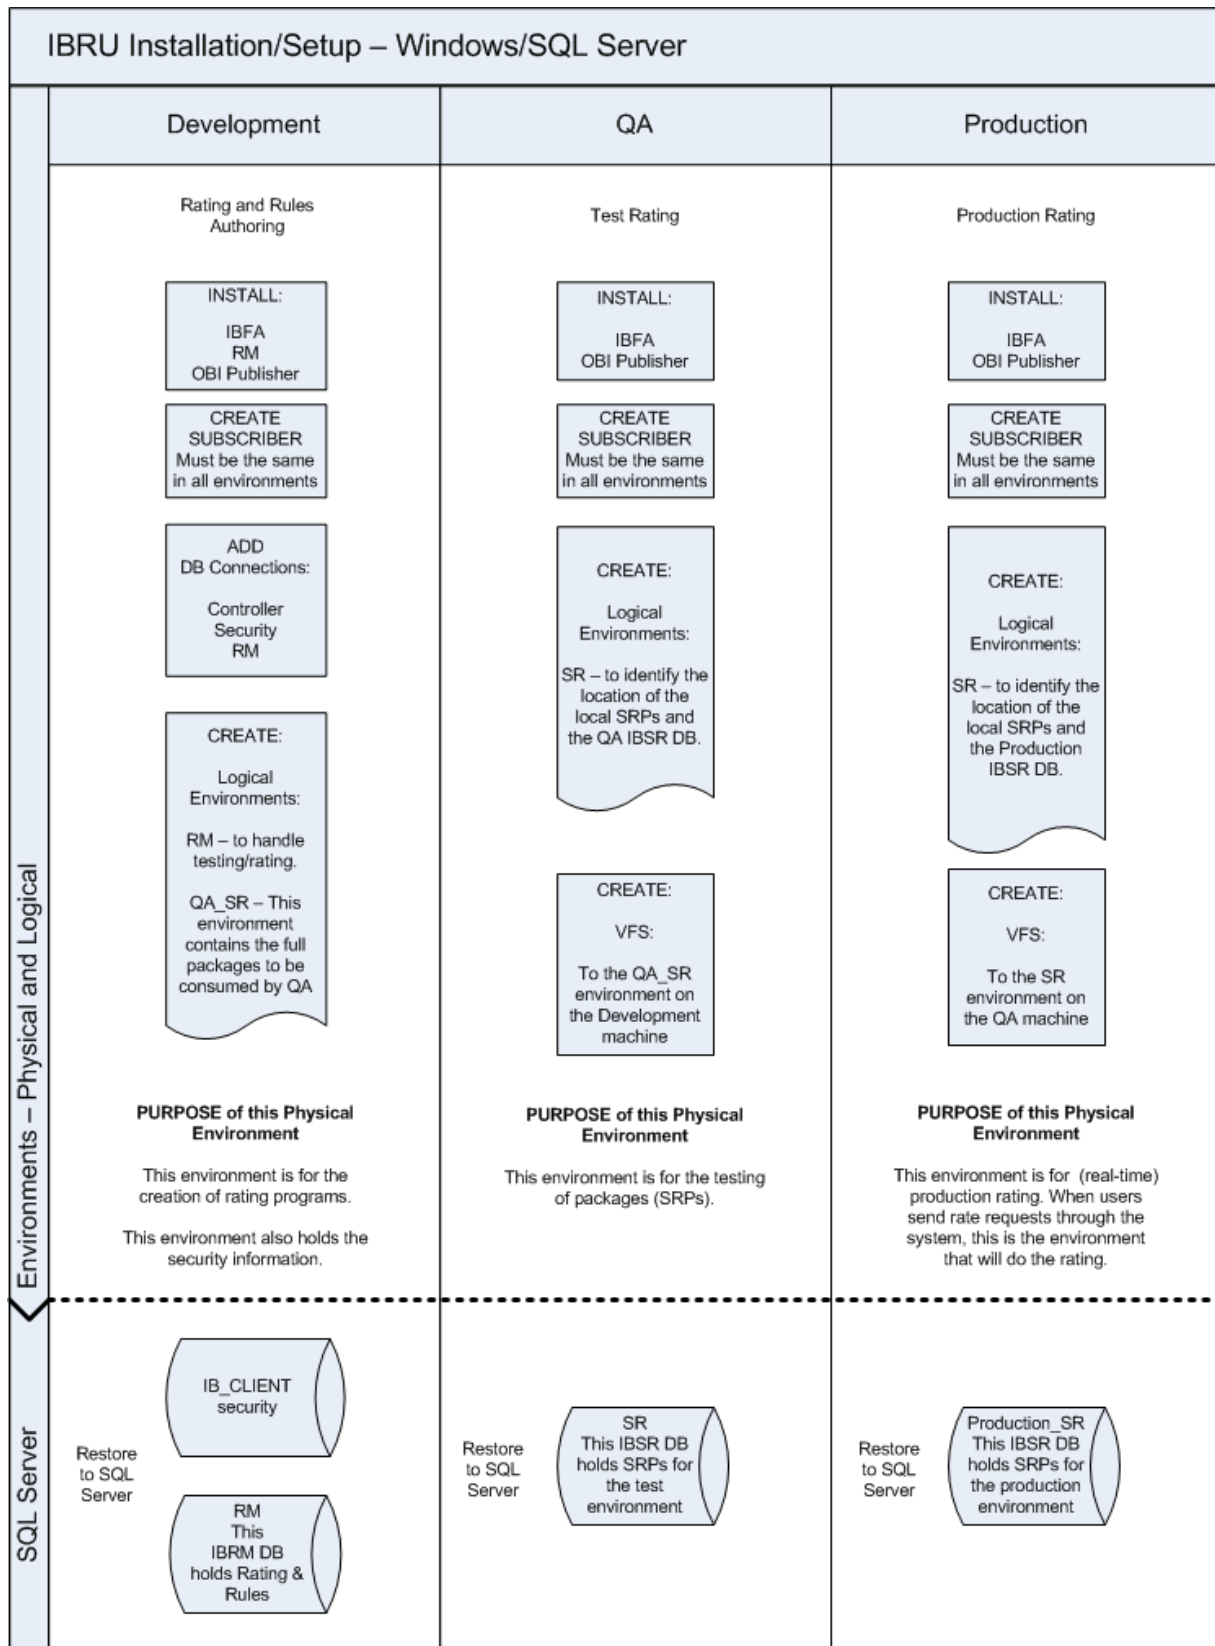 IBRU Installation/Setup – Windows/SQL Server
Development
QA
Production
Environments – Physical and Logical
Rating and Rules
Authoring
INSTALL:
IBFA
RM
OBI Publisher
CREATE
SUBSCRIBER
Must be the same
in all environments
ADD
DB Connections:
Controller
Security
RM
CREATE:
Logical
Environments:
RM – to handle
testing/rating.
QA_SR – This
environment
contains the full
packages to be
consumed by QA
PURPOSE of this Physical
Environment
This environment is for the
creation of rating programs.
This environment also holds the
security information.
Test Rating
INSTALL:
IBFA
OBI Publisher
CREATE
SUBSCRIBER
Must be the same
in all environments
CREATE:
Logical
Environments:
SR – to identify the
location of the
local SRPs and
the QA IBSR DB.
CREATE:
VFS:
To the QA_SR
environment on
the Development
machine
PURPOSE of this Physical
Environment
This environment is for the testing
of packages (SRPs).
Production Rating
INSTALL:
IBFA
OBI Publisher
CREATE
SUBSCRIBER
Must be the same
in all environments
CREATE:
Logical
Environments:
SR – to identify the
location of the
local SRPs and
the Production
IBSR DB.
CREATE:
VFS:
To the SR
environment on
the QA machine
PURPOSE of this Physical
Environment
This environment is for (real-time)
production rating. When users
send rate requests through the
system, this is the environment
that will do the rating.
SQL Server
Restore
to SQL
Server
IB_CLIENT
security
RM
This
IBRM DB
holds Rating &
Rules
Restore
to SQL
Server
SR
This IBSR DB
holds SRPs for
the test
environment
Restore
to SQL
Server
Production_SR
This IBSR DB
holds SRPs for
the production
environment